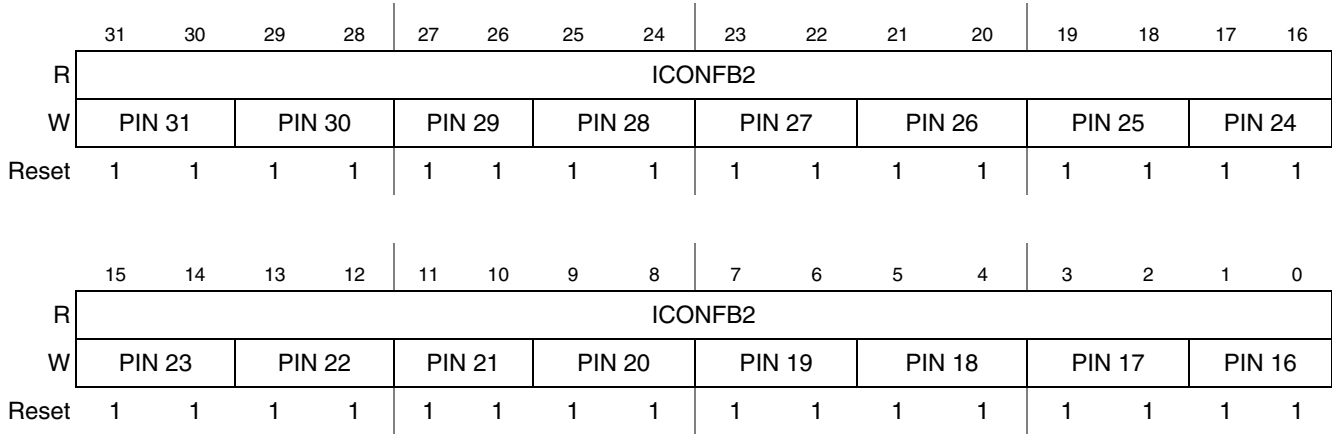 31 30 29 28 27 26 25 24 23 22 21 20 19 18 17 16
R ICONFB2
W PIN 31 PIN 30 PIN 29 PIN 28 PIN 27 PIN 26 PIN 25 PIN 24
Reset 1 1 1 1 1 1 1 1 1 1 1 1 1 1 1 1
15 14 13 12 11 10 9 8 7 6 5 4 3 2 1 0
R ICONFB2
W PIN 23 PIN 22 PIN 21 PIN 20 PIN 19 PIN 18 PIN 17 PIN 16
Reset 1 1 1 1 1 1 1 1 1 1 1 1 1 1 1 1